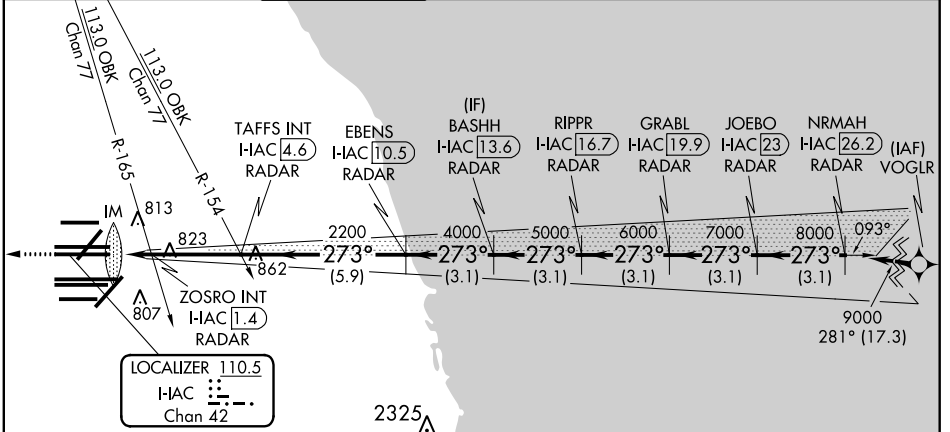 113.0 OBK
Chan 77
113.0 OBK
Chan 77
R-165
R-154
TAFFS INT
I-IAC 4.6
RADAR
EBENS
I-IAC 10.5
RADAR
(IF)
BASHH
I-IAC 13.6
RADAR
RIPPR
I-IAC 16.7
RADAR
GRABL
I-IAC 19.9
RADAR
JOEBO
I-IAC 23
RADAR
NRMAH
I-IAC 26.2
RADAR
(IAF)
VOGLR
IM
813
823
862
807
2200
273°
(5.9)
4000
273°
(3.1)
5000
273°
(3.1)
6000
273°
(3.1)
7000
273°
(3.1)
8000
273°
(3.1)
093°
9000
281° (17.3)
ZOSRO INT
I-IAC 1.4
RADAR
LOCALIZER 110.5
I-IAC
Chan 42
2325